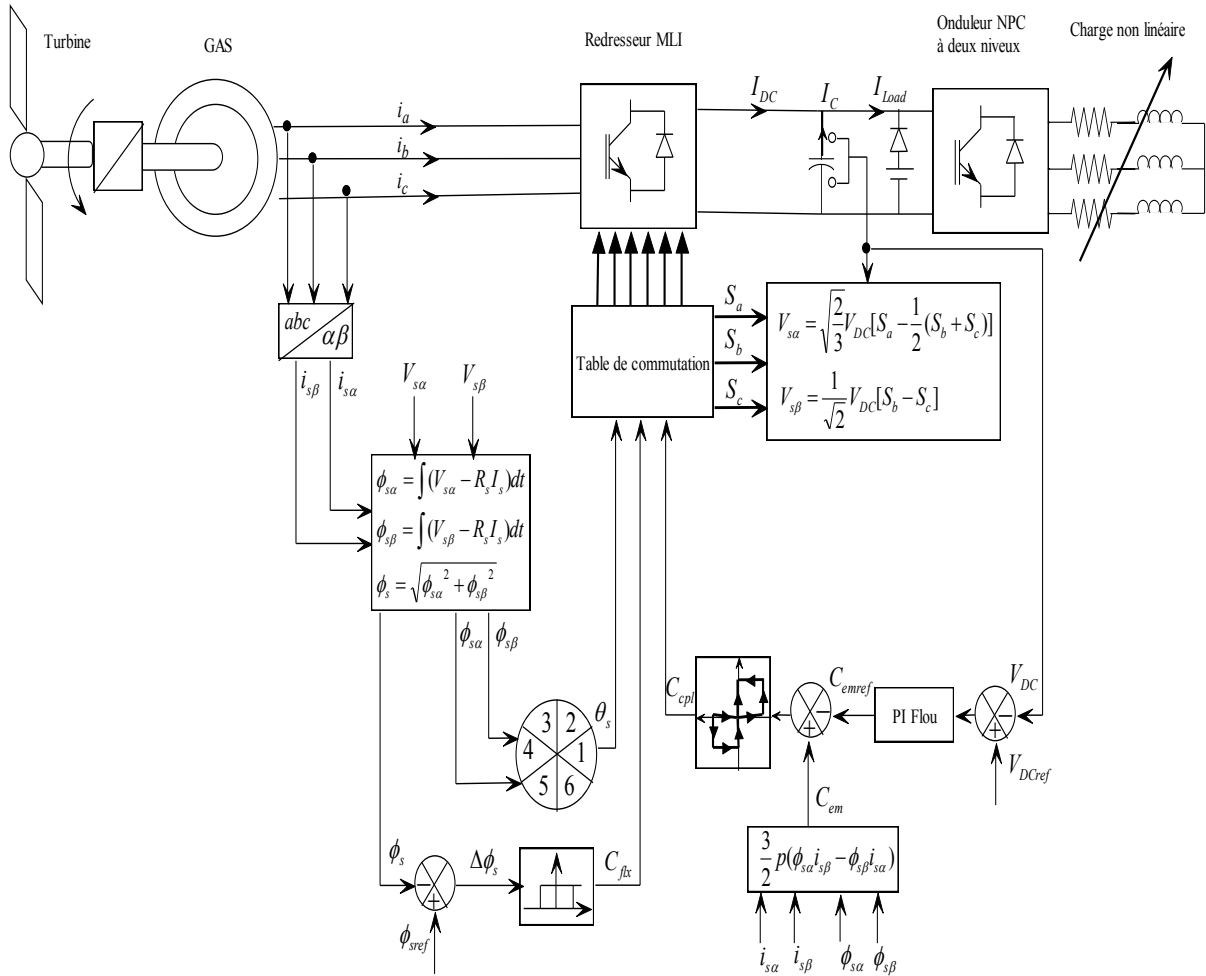 Turbine
GAS
Redresseur MLI
Onduleur NPC
à deux niveux
Charge non linéaire
i_a
i_b
i_c
I_DC
I_C
I_Load
abc
αβ
i_sβ
i_sα
V_sα
V_sβ
Table de commutation
S_a
S_b
S_c
V_sα = √(2/3) V_DC[S_a − 1/2 (S_b + S_c)]
V_sβ = 1/√2 V_DC[S_b − S_c]
ϕ_sα = ∫(V_sα − R_s I_s)dt
ϕ_sβ = ∫(V_sβ − R_s I_s)dt
ϕ_s = √(ϕ_sα² + ϕ_sβ²)
ϕ_sα
ϕ_sβ
3 2
4 1
5 6
θ_s
C_cpl
C_emref
PI Flou
V_DC
V_DCref
− +
− +
C_em
3/2 p(ϕ_sα i_sβ − ϕ_sβ i_sα)
i_sα
i_sβ
ϕ_sα
ϕ_sβ
ϕ_s
− +
Δϕ_s
C_flx
ϕ_sref